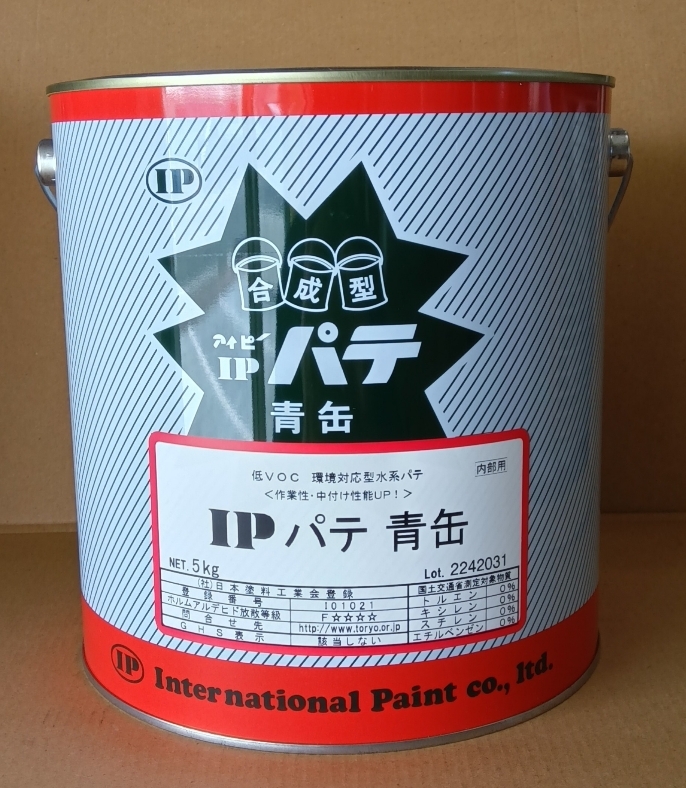 IP
合成型
アイピー
IPパテ
青缶
低VOC 環境対応型水系パテ
内部用
<作業性・中付け性能UP!>
IPパテ 青缶
NET. 5kg
Lot. 2242031
(社)日本塗料工業会登録
登録番号 I01021
ホルムアルデヒド放散等級 F☆☆☆☆
問合せ先 http://www.toryo.or.jp
GHS表示 該当しない
国土交通省測定対象物質
トルエン 0%
キシレン 0%
スチレン 0%
エチルベンゼン 0%
IP International Paint co., ltd.